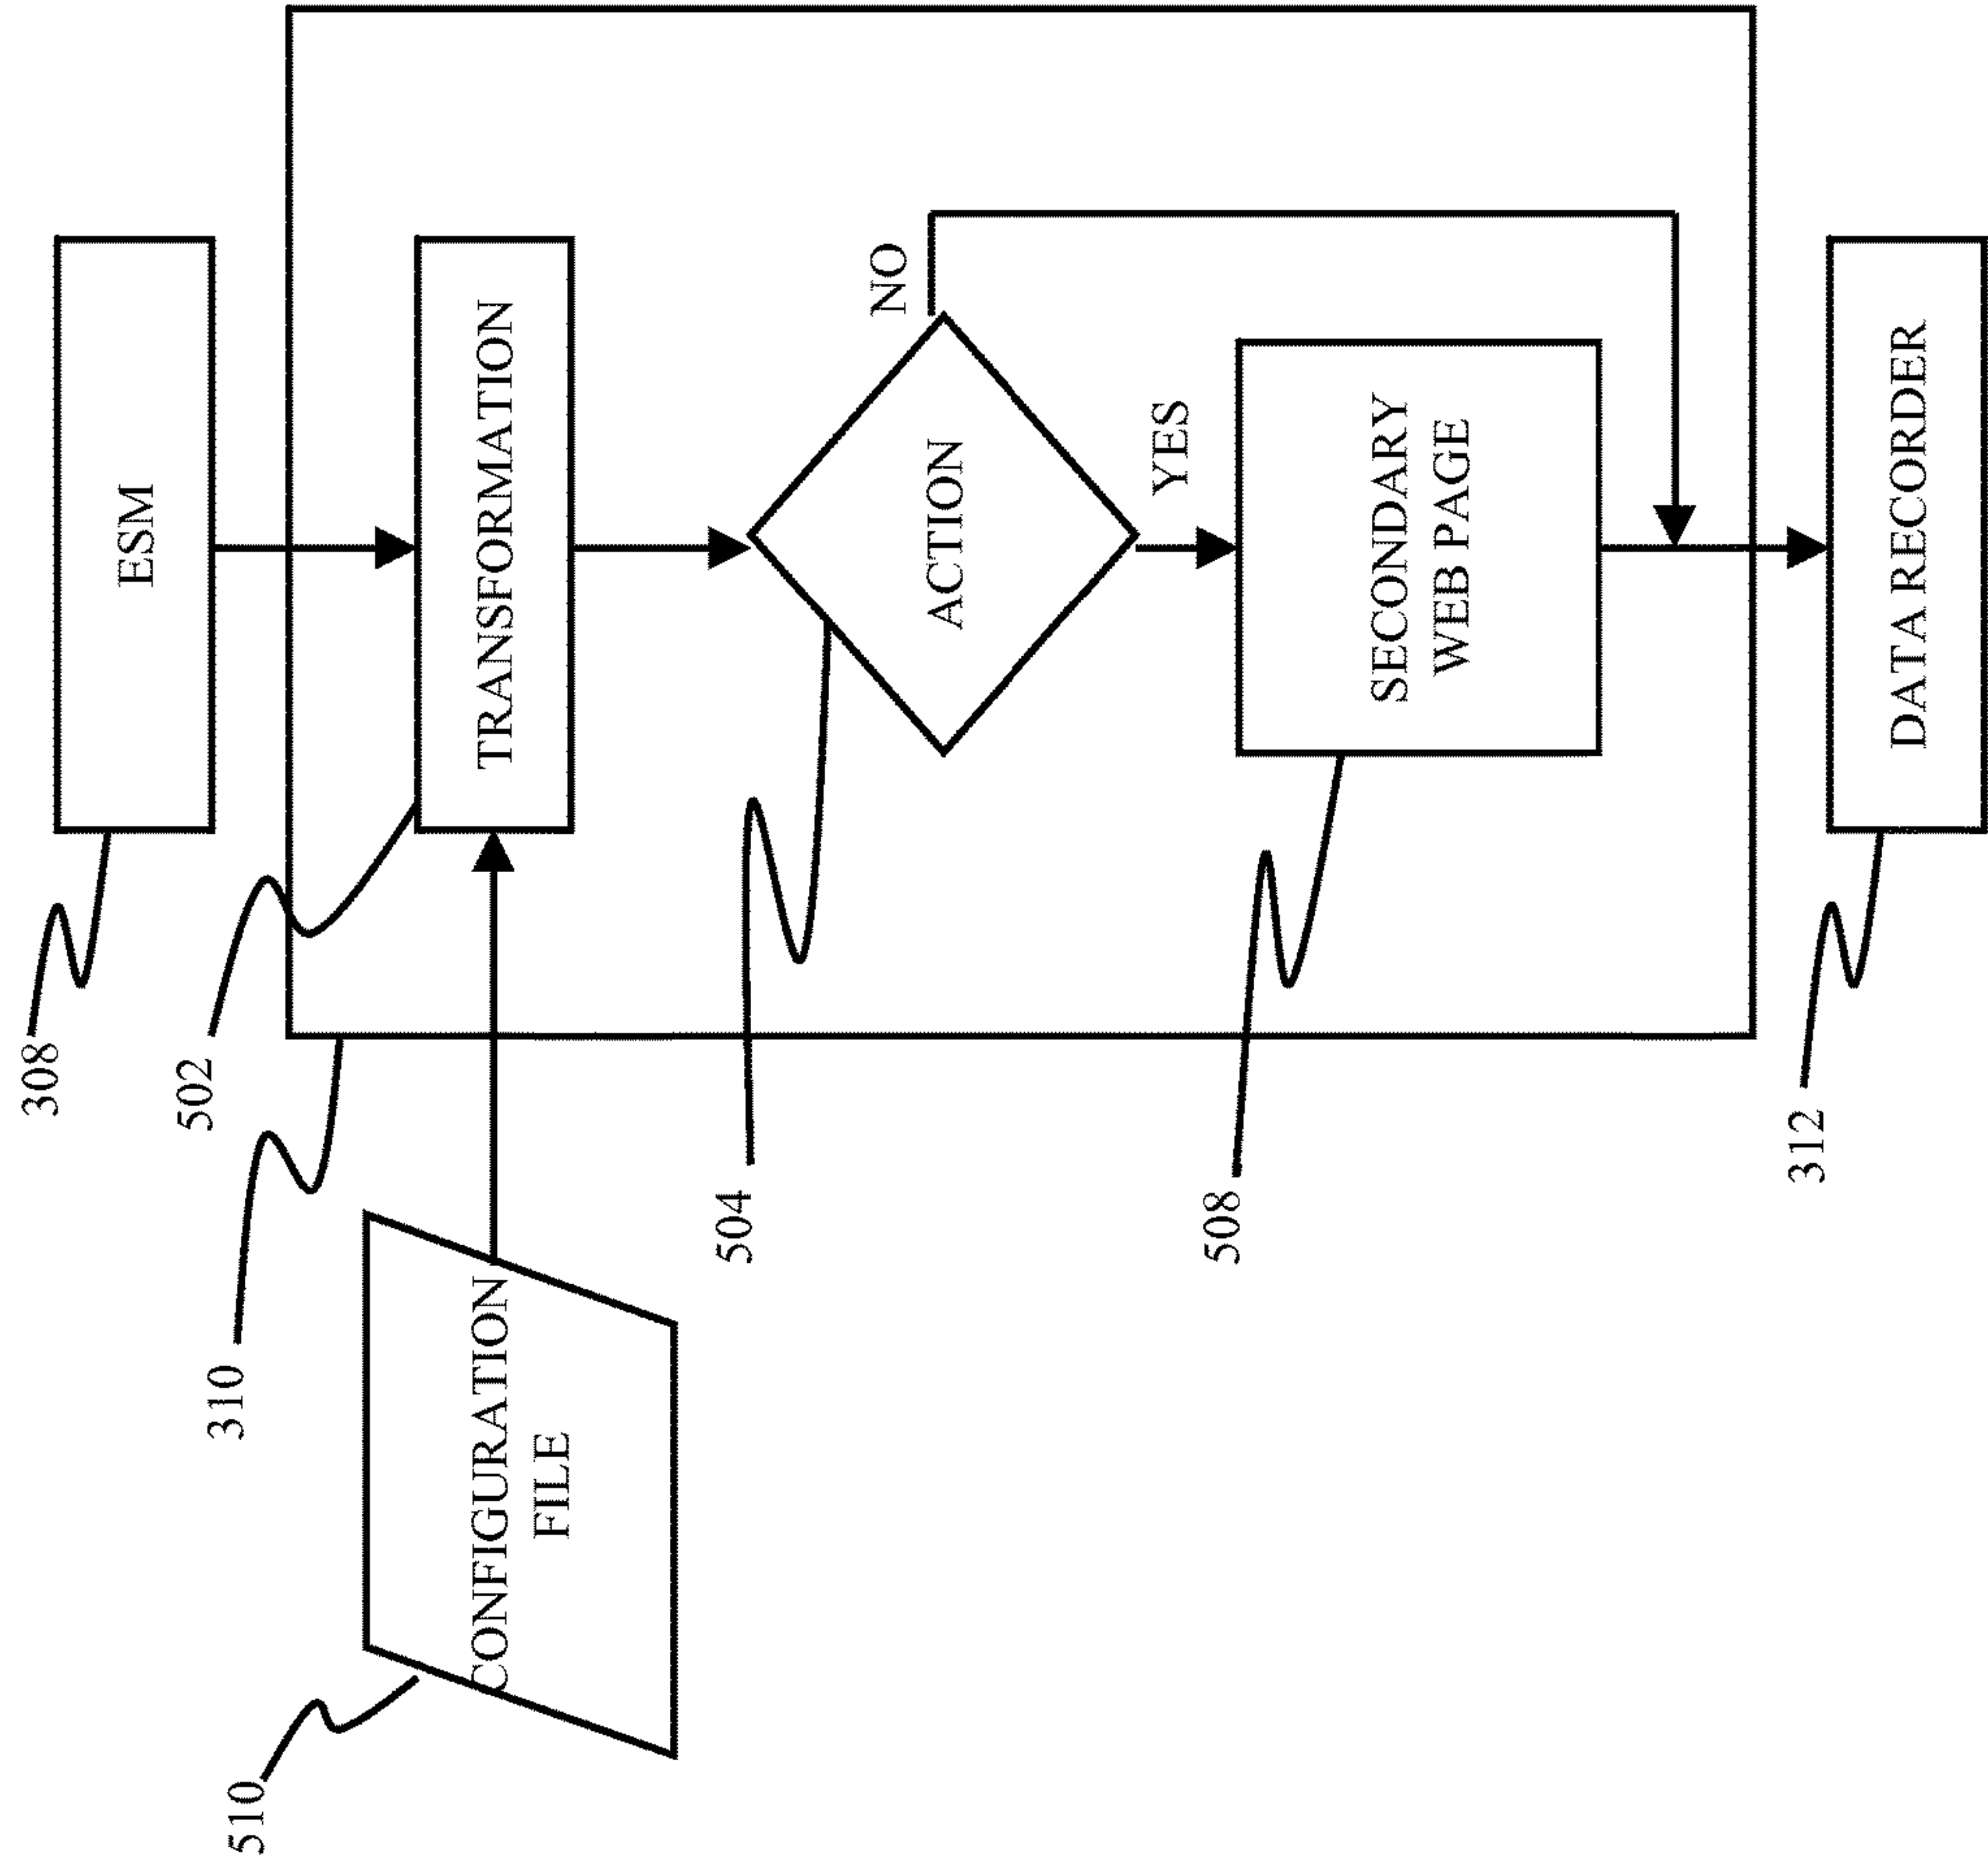 308
ESM
502
310
TRANSFORMATION
510
CONFIGURATION
FILE
504
ACTION
NO
YES
508
SECONDARY
WEB PAGE
312
DATA RECORDER